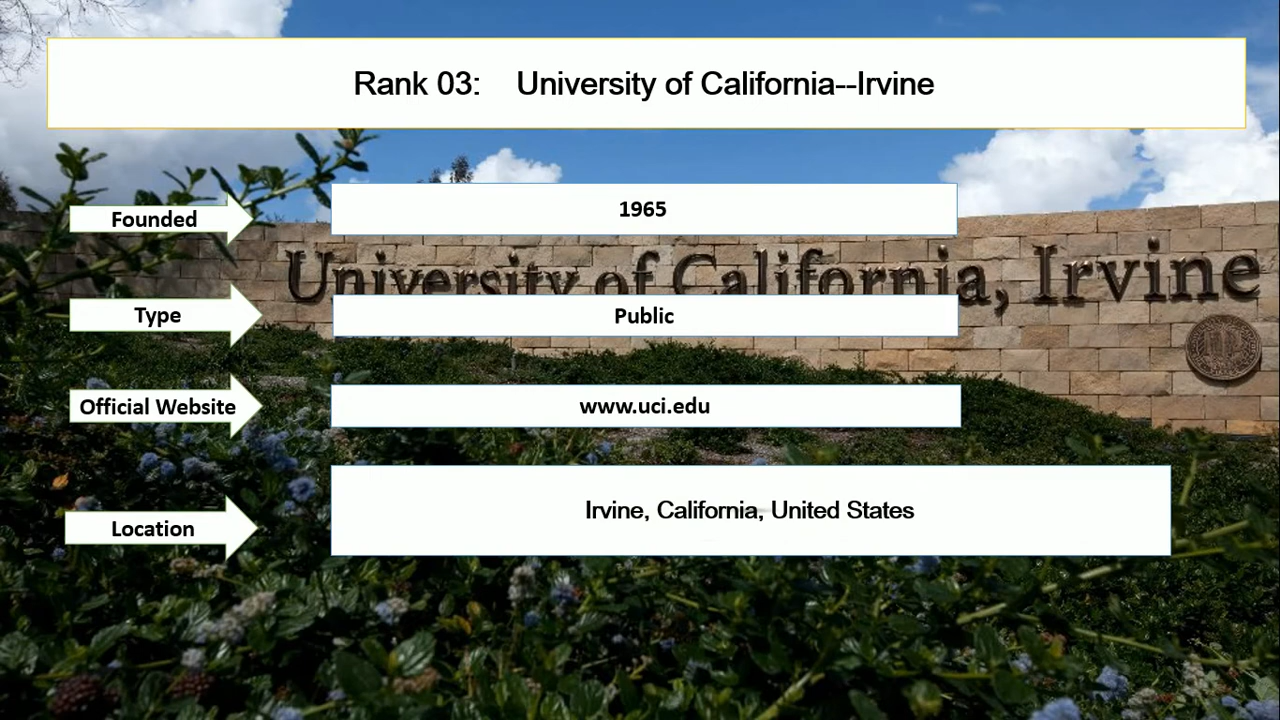 Rank 03: University of California--Irvine
Founded
1965
University of California, Irvine
Type
Public
Official Website
www.uci.edu
Location
Irvine, California, United States